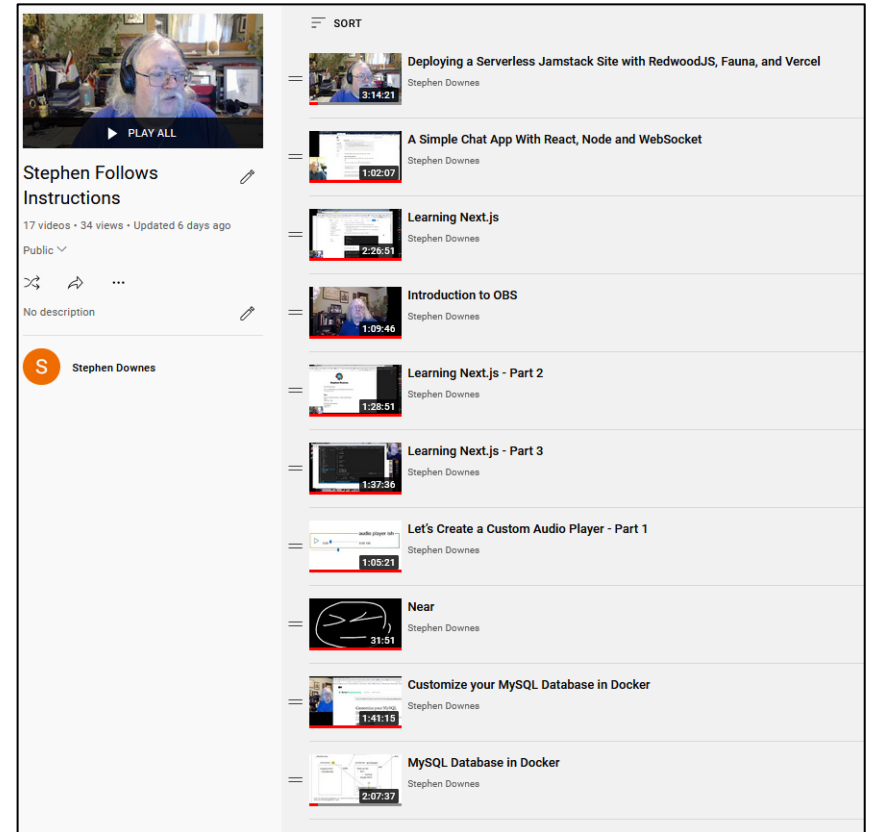 PLAY ALL
Stephen Follows
Instructions
17 videos • 34 views • Updated 6 days ago
Public
No description
S
Stephen Downes
SORT
3:14:21
Deploying a Serverless Jamstack Site with RedwoodJS, Fauna, and Vercel
Stephen Downes
1:02:07
A Simple Chat App With React, Node and WebSocket
Stephen Downes
2:26:51
Learning Next.js
Stephen Downes
1:09:46
Introduction to OBS
Stephen Downes
1:28:51
Learning Next.js - Part 2
Stephen Downes
1:37:36
Learning Next.js - Part 3
Stephen Downes
audio player ish
1:05:21
Let's Create a Custom Audio Player - Part 1
Stephen Downes
31:51
Near
Stephen Downes
1:41:15
Customize your MySQL Database in Docker
Stephen Downes
2:07:37
MySQL Database in Docker
Stephen Downes